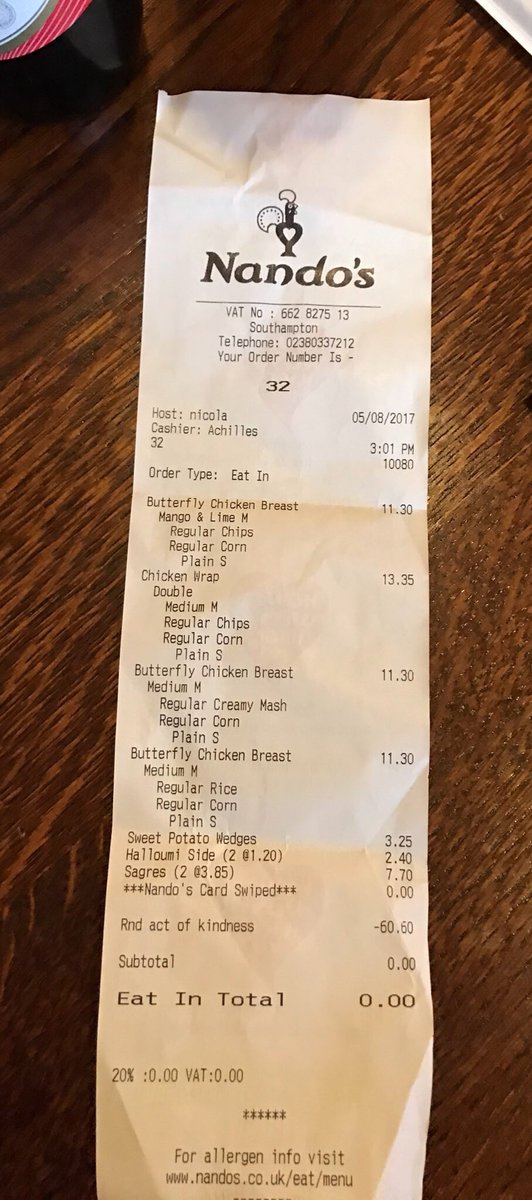 Nando's
VAT No : 662 8275 13
Southampton
Telephone: 02380337212
Your Order Number Is -
32
Host: nicola 05/08/2017
Cashier: Achilles
32 3:01 PM
10080
Order Type: Eat In
Butterfly Chicken Breast 11.30
Mango & Lime M
Regular Chips
Regular Corn
Plain S
Chicken Wrap 13.35
Double
Medium M
Regular Chips
Regular Corn
Plain S
Butterfly Chicken Breast 11.30
Medium M
Regular Creamy Mash
Regular Corn
Plain S
Butterfly Chicken Breast 11.30
Medium M
Regular Rice
Regular Corn
Plain S
Sweet Potato Wedges 3.25
Halloumi Side (2 @1.20) 2.40
Sagres (2 @3.85) 7.70
***Nando's Card Swiped*** 0.00
Rnd act of kindness -60.60
Subtotal 0.00
Eat In Total 0.00
20% :0.00 VAT:0.00
******
For allergen info visit
www.nandos.co.uk/eat/menu